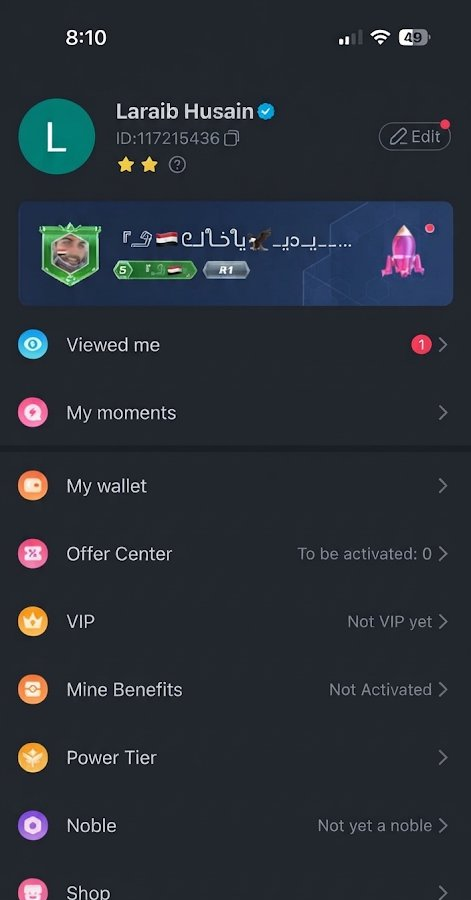 8:10
49
L
Laraib Husain
ID:117215436
Edit
5
R1
Viewed me
1
My moments
My wallet
Offer Center
To be activated: 0
VIP
Not VIP yet
Mine Benefits
Not Activated
Power Tier
Noble
Not yet a noble
Shop